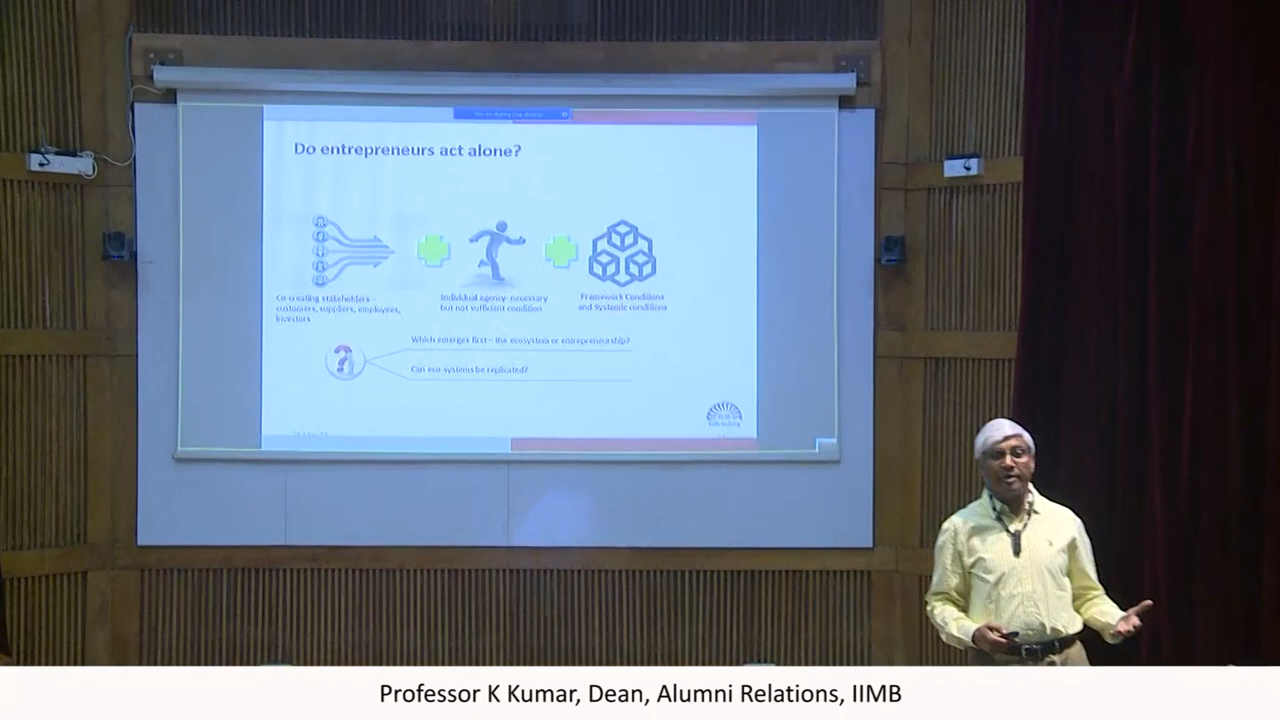 Do entrepreneurs act alone?
Co-creating stakeholders –
customers, suppliers, employees,
investors
Individual agency- necessary
but not sufficient condition
Framework Conditions
and Systemic conditions
Which emerges first – the ecosystem or entrepreneurship?
Can eco-systems be replicated?
Professor K Kumar, Dean, Alumni Relations, IIMB